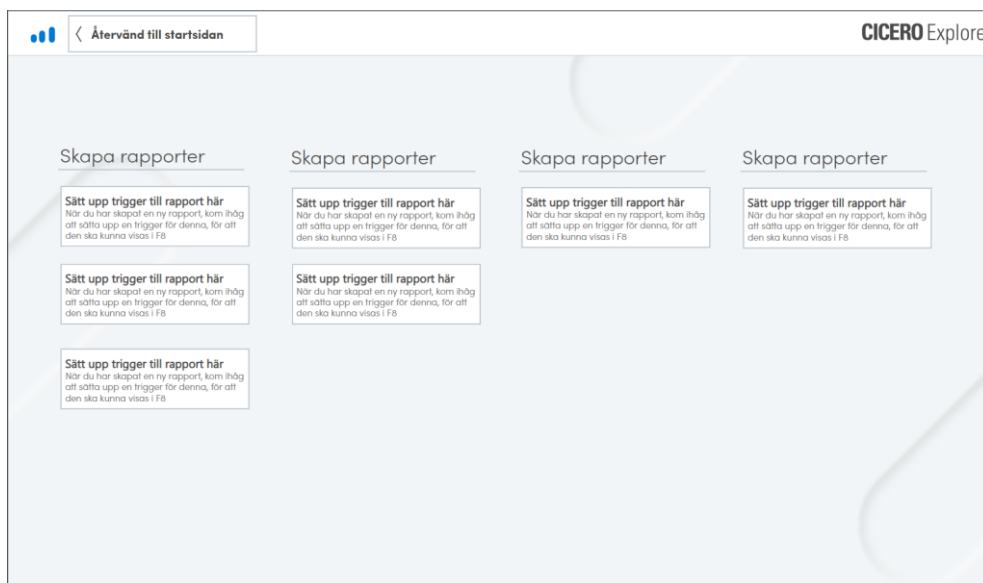 Återvänd till startsidan
CICERO Explore
Skapa rapporter
Sätt upp trigger till rapport här
När du har skapat en ny rapport, kom ihåg
att sätta upp en trigger för denna, för att
den ska kunna visas i F8
Sätt upp trigger till rapport här
När du har skapat en ny rapport, kom ihåg
att sätta upp en trigger för denna, för att
den ska kunna visas i F8
Sätt upp trigger till rapport här
När du har skapat en ny rapport, kom ihåg
att sätta upp en trigger för denna, för att
den ska kunna visas i F8
Skapa rapporter
Sätt upp trigger till rapport här
När du har skapat en ny rapport, kom ihåg
att sätta upp en trigger för denna, för att
den ska kunna visas i F8
Sätt upp trigger till rapport här
När du har skapat en ny rapport, kom ihåg
att sätta upp en trigger för denna, för att
den ska kunna visas i F8
Skapa rapporter
Sätt upp trigger till rapport här
När du har skapat en ny rapport, kom ihåg
att sätta upp en trigger för denna, för att
den ska kunna visas i F8
Skapa rapporter
Sätt upp trigger till rapport här
När du har skapat en ny rapport, kom ihåg
att sätta upp en trigger för denna, för att
den ska kunna visas i F8